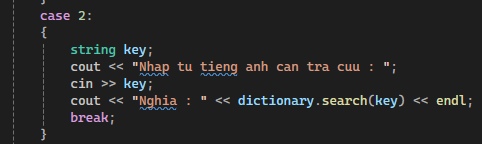 case 2:
{
string key;
cout << "Nhap tu tieng anh can tra cuu : ";
cin >> key;
cout << "Nghia : " << dictionary.search(key) << endl;
break;
}